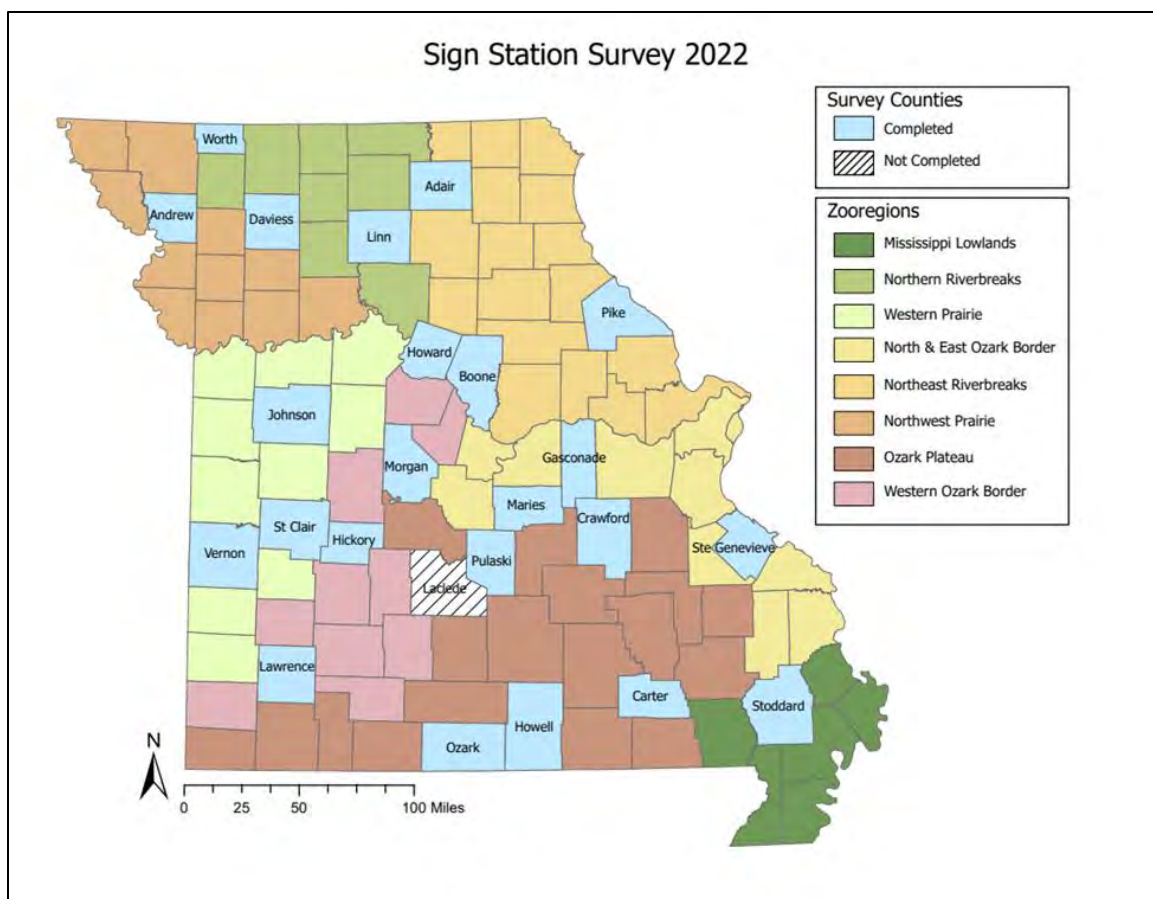 Sign Station Survey 2022
Survey Counties
Completed
Not Completed
Zooregions
Mississippi Lowlands
Northern Riverbreaks
Western Prairie
North & East Ozark Border
Northeast Riverbreaks
Northwest Prairie
Ozark Plateau
Western Ozark Border
Worth
Adair
Andrew
Daviess
Linn
Pike
Howard
Boone
Johnson
Morgan
Gasconade
Maries
Crawford
St Clair
Hickory
Vernon
Pulaski
Ste Genevieve
Laclede
Lawrence
Carter
Stoddard
Howell
Ozark
N
0 25 50 100 Miles